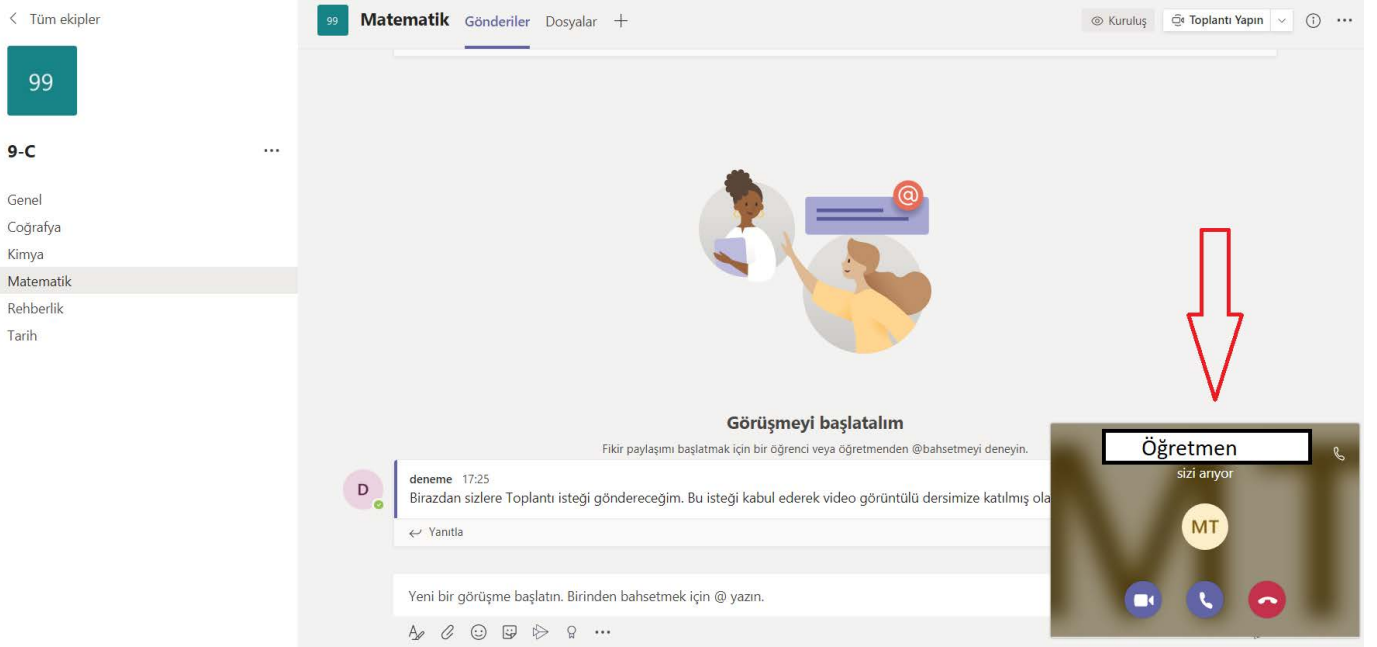 Tüm ekipler
99
9-C
Genel
Coğrafya
Kimya
Matematik
Rehberlik
Tarih
99 Matematik Gönderiler Dosyalar
Kuruluş Toplantı Yapın
@
Görüşmeyi başlatalım
Fikir paylaşımı başlatmak için bir öğrenci veya öğretmenden @bahsetmeyi deneyin.
D
deneme 17:25
Birazdan sizlere Toplantı isteği göndereceğim. Bu isteği kabul ederek video görüntülü dersimize katılmış ola
Yanıtla
Yeni bir görüşme başlatın. Birinden bahsetmek için @ yazın.
Öğretmen
sizi arıyor
MT
MT